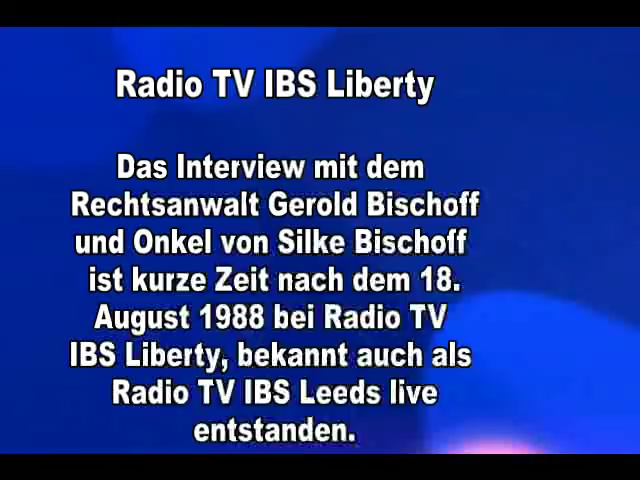 Radio TV IBS Liberty
Das Interview mit dem
Rechtsanwalt Gerold Bischoff
und Onkel von Silke Bischoff
ist kurze Zeit nach dem 18.
August 1988 bei Radio TV
IBS Liberty, bekannt auch als
Radio TV IBS Leeds live
entstanden.